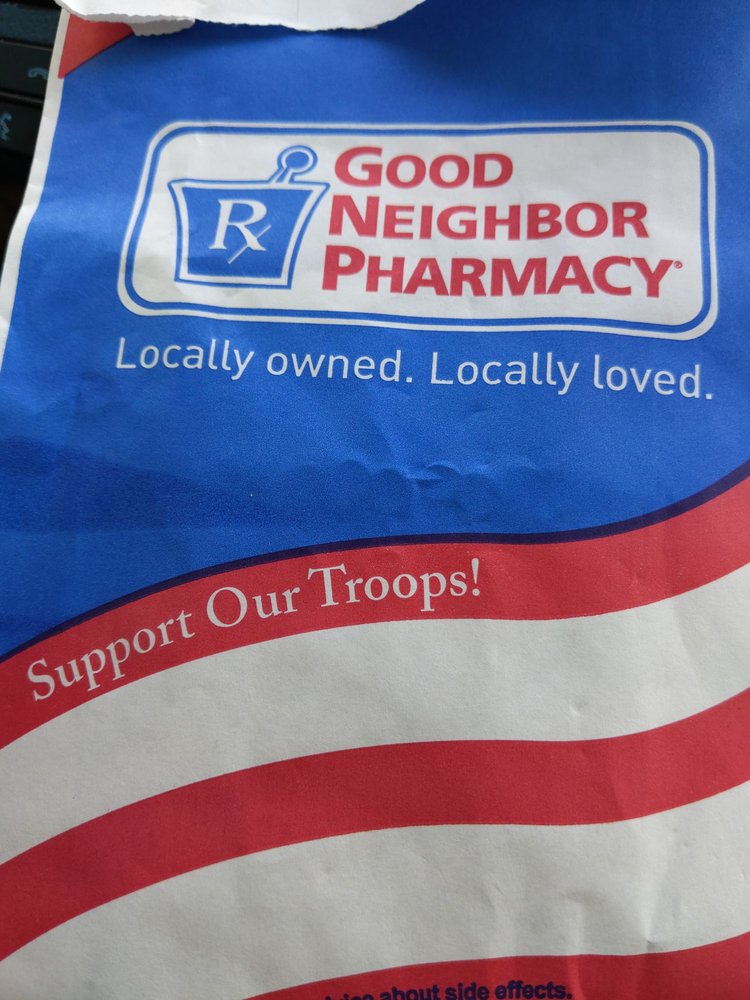 Rx
GOOD
NEIGHBOR
PHARMACY®
Locally owned. Locally loved.
Support Our Troops!
about side effects.